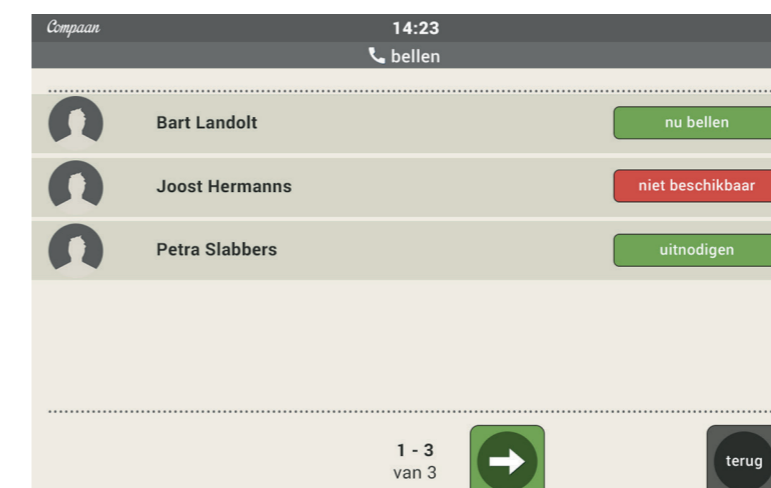 Compaan
14:23
bellen
Bart Landolt
nu bellen
Joost Hermanns
niet beschikbaar
Petra Slabbers
uitnodigen
1 - 3
van 3
terug